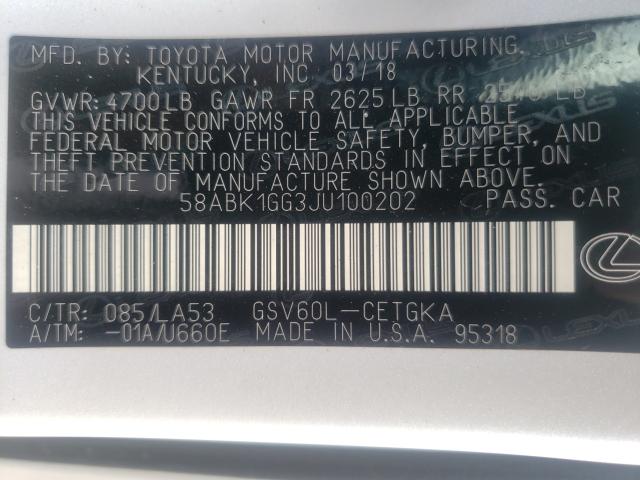 MFD. BY: TOYOTA MOTOR MANUFACTURING,
KENTUCKY, INC. 03/18
GVWR: 4700LB GAWR FR 2625LB RR LB
THIS VEHICLE CONFORMS TO ALL APPLICABLE
FEDERAL MOTOR VEHICLE SAFETY, BUMPER, AND
THEFT PREVENTION STANDARDS IN EFFECT ON
THE DATE OF MANUFACTURE SHOWN ABOVE.
58ABK1GG3JU100202 PASS. CAR
C/TR: 085/LA53 GSV60L-CETGKA
A/TM: -01A/U660E MADE IN U.S.A. 95318